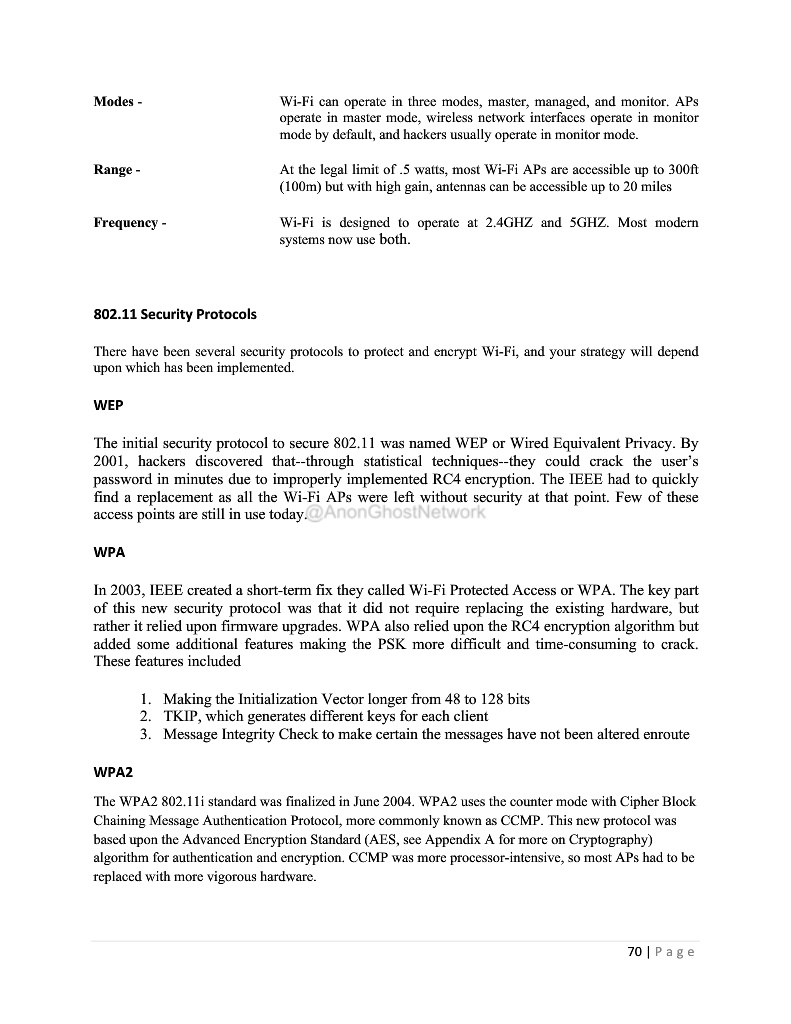 Modes -
Wi-Fi can operate in three modes, master, managed, and monitor. APs
operate in master mode, wireless network interfaces operate in monitor
mode by default, and hackers usually operate in monitor mode.
Range -
At the legal limit of .5 watts, most Wi-Fi APs are accessible up to 300ft
(100m) but with high gain, antennas can be accessible up to 20 miles
Frequency -
Wi-Fi is designed to operate at 2.4GHZ and 5GHZ. Most modern
systems now use both.
802.11 Security Protocols
There have been several security protocols to protect and encrypt Wi-Fi, and your strategy will depend
upon which has been implemented.
WEP
The initial security protocol to secure 802.11 was named WEP or Wired Equivalent Privacy. By
2001, hackers discovered that--through statistical techniques--they could crack the user's
password in minutes due to improperly implemented RC4 encryption. The IEEE had to quickly
find a replacement as all the Wi-Fi APs were left without security at that point. Few of these
access points are still in use today.@AnonGhostNetwork
WPA
In 2003, IEEE created a short-term fix they called Wi-Fi Protected Access or WPA. The key part
of this new security protocol was that it did not require replacing the existing hardware, but
rather it relied upon firmware upgrades. WPA also relied upon the RC4 encryption algorithm but
added some additional features making the PSK more difficult and time-consuming to crack.
These features included
1. Making the Initialization Vector longer from 48 to 128 bits
2. TKIP, which generates different keys for each client
3. Message Integrity Check to make certain the messages have not been altered enroute
WPA2
The WPA2 802.11i standard was finalized in June 2004. WPA2 uses the counter mode with Cipher Block
Chaining Message Authentication Protocol, more commonly known as CCMP. This new protocol was
based upon the Advanced Encryption Standard (AES, see Appendix A for more on Cryptography)
algorithm for authentication and encryption. CCMP was more processor-intensive, so most APs had to be
replaced with more vigorous hardware.
70 | Page